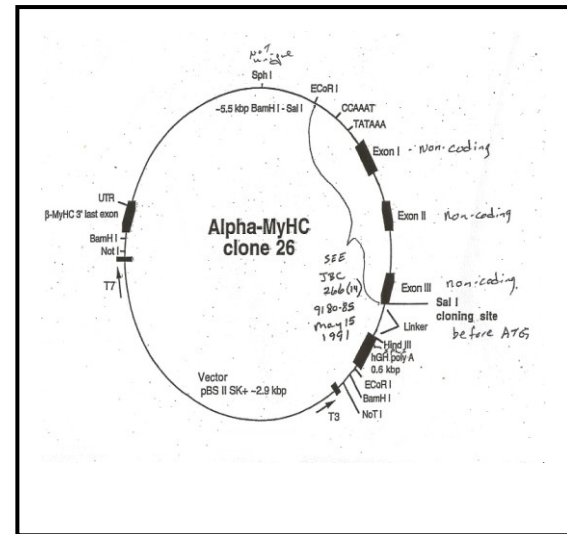 NOT
unique
Sph I
EcoR I
~5.5 kbp BamH I - Sal I
CCAAAT
TATAAA
Exon I - Non-coding
UTR
β-MyHC 3' last exon
Exon II non-coding
Alpha-MyHC
clone 26
BamH I
Not I
SEE
JBC
266(14)
9180-85
May 15
1991
Exon III non-coding
Sal I
cloning site
before ATG
T7
Linker
Hind III
hGH poly A
0.6 kbp
Vector
pBS II SK+ ~2.9 kbp
ECoR I
BamH I
NoT I
T3